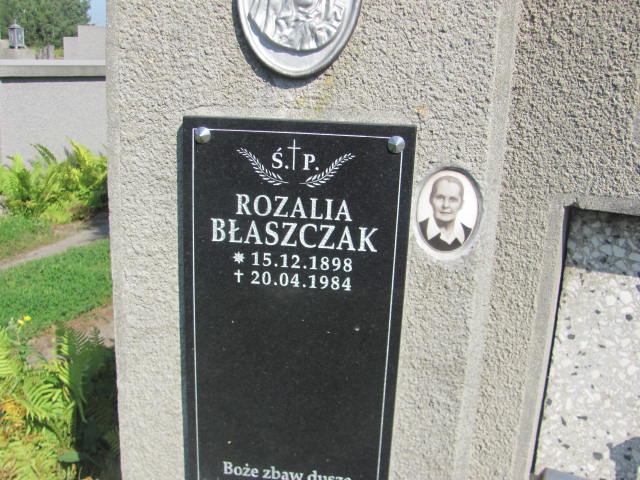 Ś. P.
ROZALIA
BŁASZCZAK
* 15.12.1898
† 20.04.1984
Boże zbaw duszę